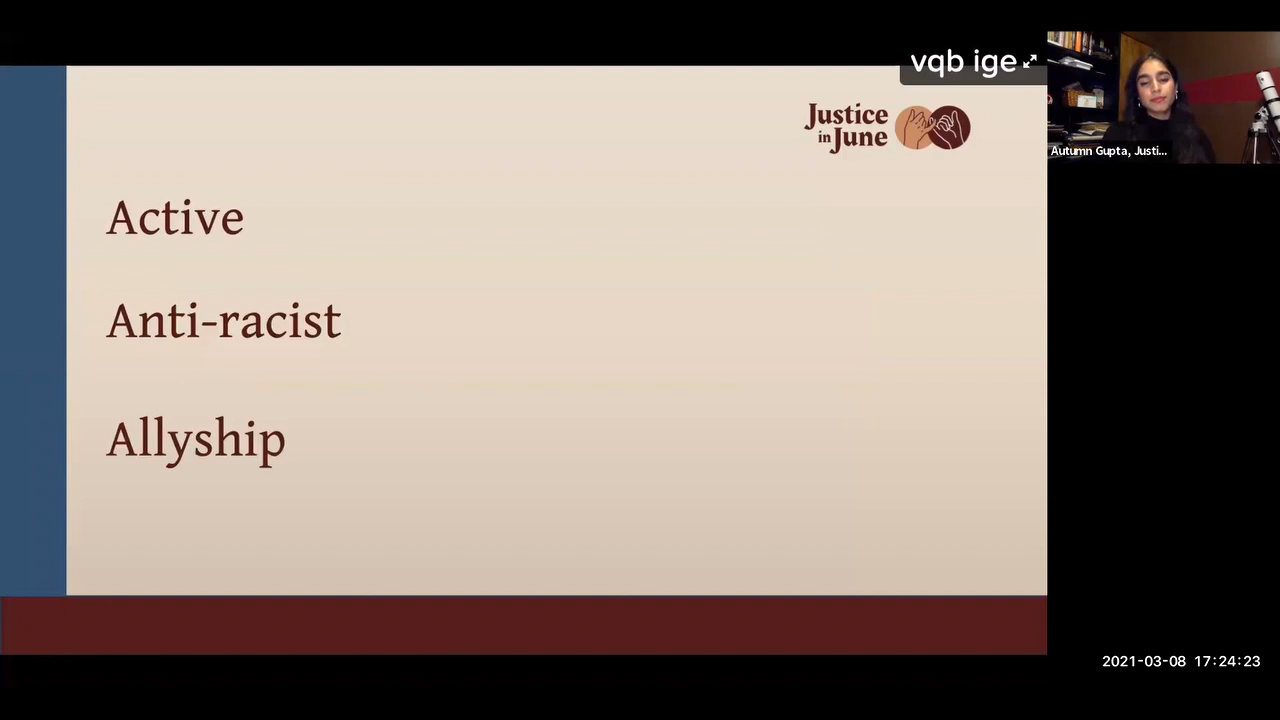 vqb ige
Justice
in June
Active
Anti-racist
Allyship
Autumn Gupta, Justi...
2021-03-08 17:24:23